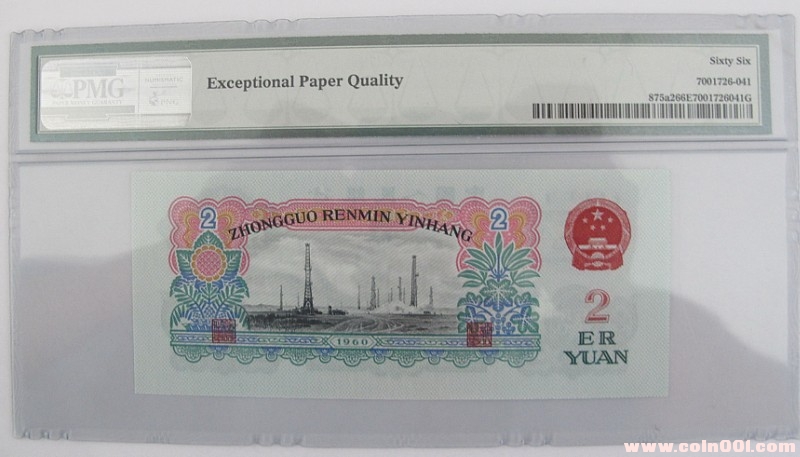 PMG
Exceptional Paper Quality
Sixty Six
7001726-041
875a266E7001726041G
2
2
ZHONGGUO RENMIN YINHANG
2
ER
YUAN
1960
www.coin001.com